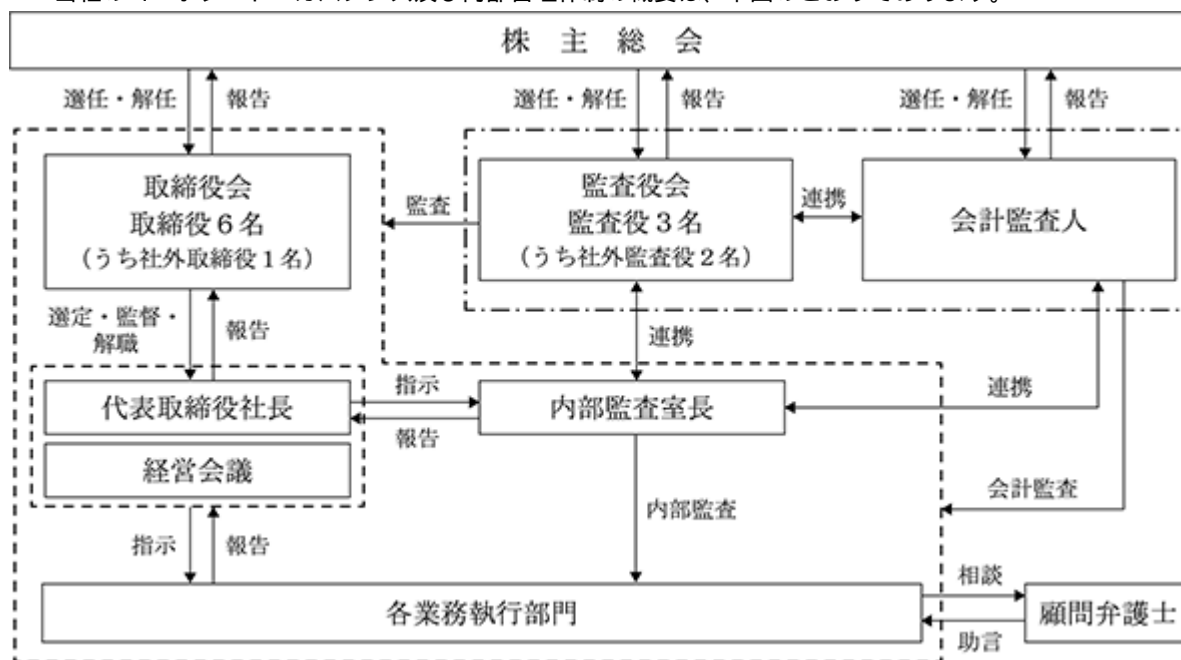 株主総会
選任・解任
報告
選任・解任
報告
選任・解任
報告
取締役会
取締役6名
(うち社外取締役1名)
監査
監査役会
監査役3名
(うち社外監査役2名)
連携
会計監査人
選定・監督・
解職
報告
連携
代表取締役社長
指示
報告
内部監査室長
連携
経営会議
会計監査
内部監査
指示
報告
各業務執行部門
相談
助言
顧問弁護士